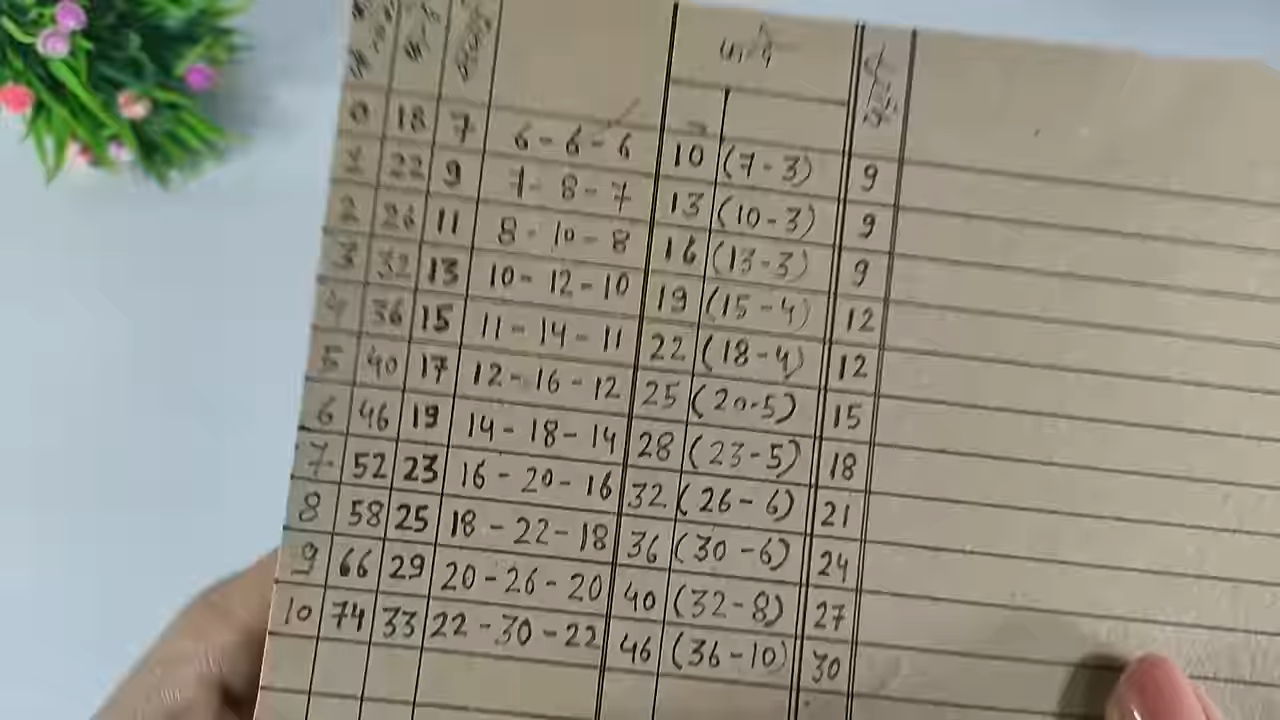 0 18 7 6 - 6 - 6 10 (7 - 3) 9
1 22 9 7 - 8 - 7 13 (10 - 3) 9
2 26 11 8 - 10 - 8 16 (13 - 3) 9
3 32 13 10 - 12 - 10 19 (15 - 4) 12
4 36 15 11 - 14 - 11 22 (18 - 4) 12
5 40 17 12 - 16 - 12 25 (20 - 5) 15
6 46 19 14 - 18 - 14 28 (23 - 5) 18
7 52 23 16 - 20 - 16 32 (26 - 6) 21
8 58 25 18 - 22 - 18 36 (30 - 6) 24
9 66 29 20 - 26 - 20 40 (32 - 8) 27
10 74 33 22 - 30 - 22 46 (36 - 10) 30